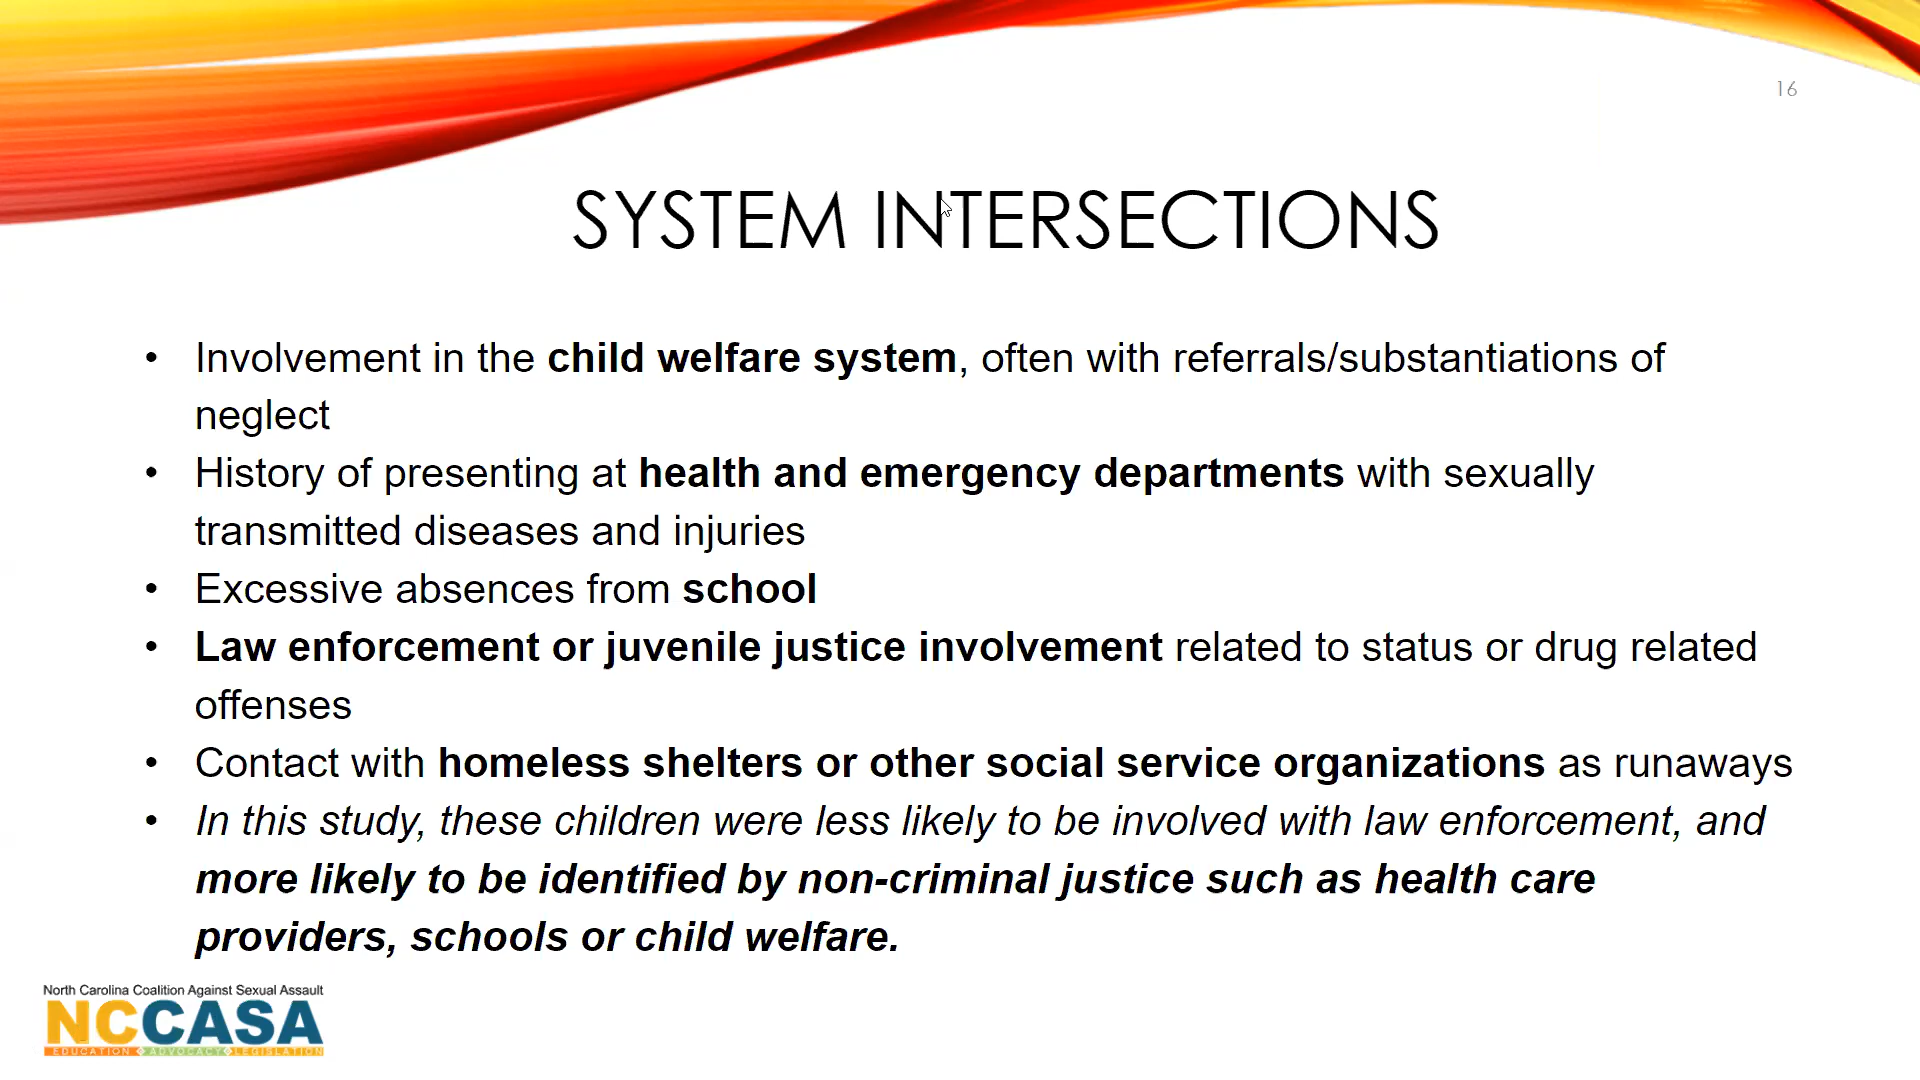 16
SYSTEM INTERSECTIONS
• Involvement in the child welfare system, often with referrals/substantiations of
neglect
• History of presenting at health and emergency departments with sexually
transmitted diseases and injuries
• Excessive absences from school
• Law enforcement or juvenile justice involvement related to status or drug related
offenses
• Contact with homeless shelters or other social service organizations as runaways
• In this study, these children were less likely to be involved with law enforcement, and
more likely to be identified by non-criminal justice such as health care
providers, schools or child welfare.
North Carolina Coalition Against Sexual Assault
NCCASA
EDUCATION ADVOCACY LEGISLATION